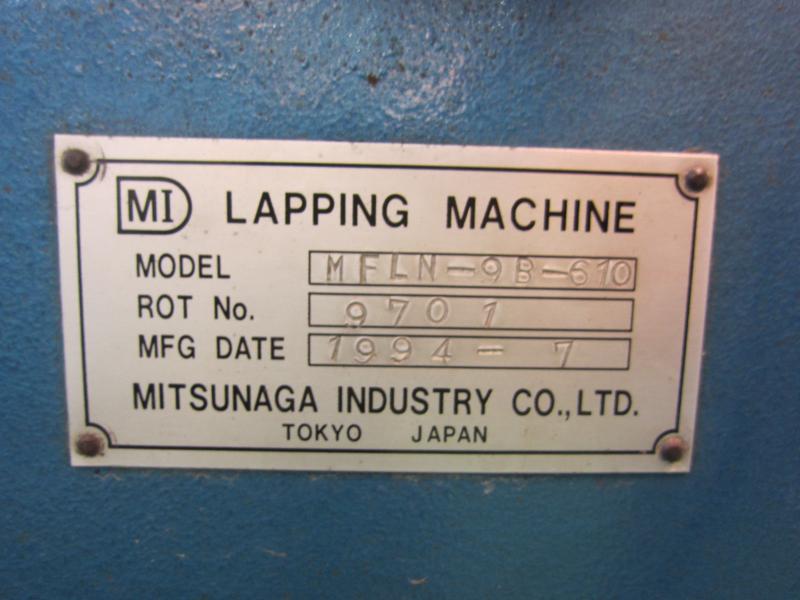 MI LAPPING MACHINE
MODEL MFLN-9B-610
ROT No. 9701
MFG DATE 1994-7
MITSUNAGA INDUSTRY CO.,LTD.
TOKYO JAPAN